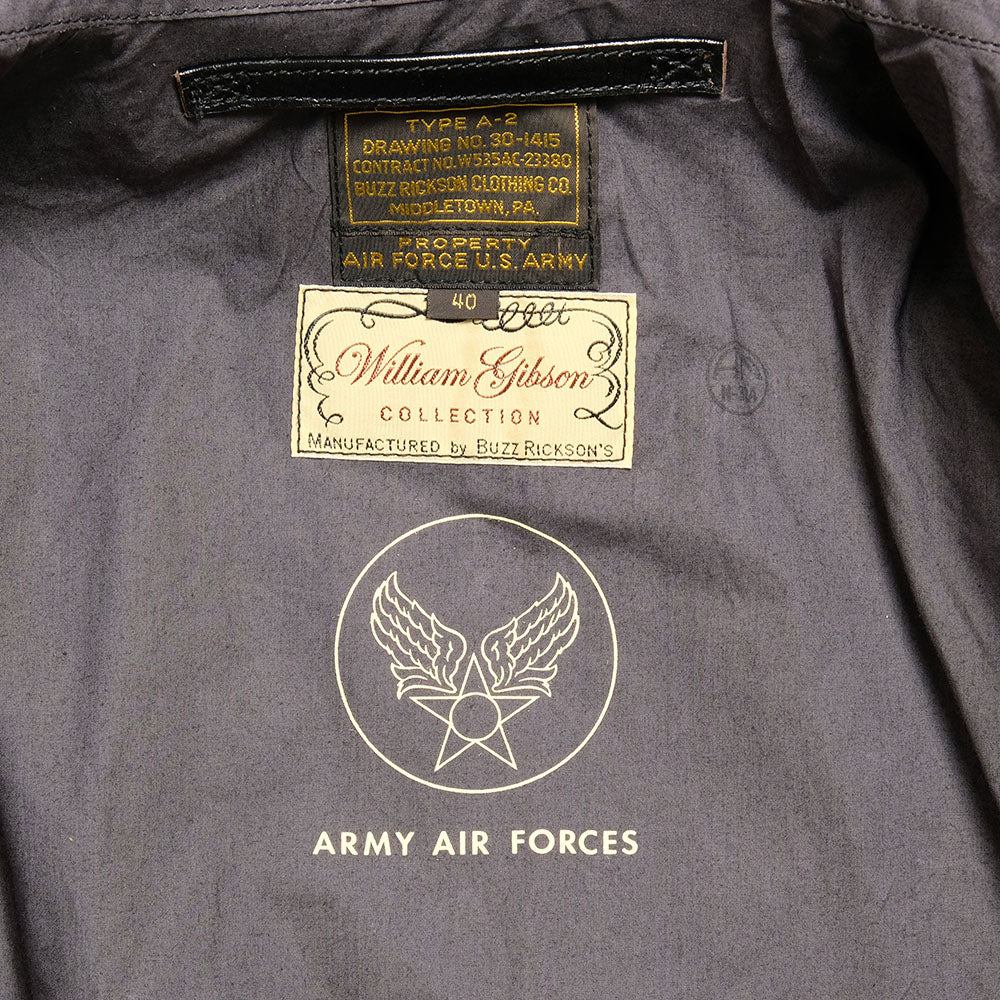 TYPE A-2
DRAWING NO. 30-1415
CONTRACT NO. W535AC-23380
BUZZ RICKSON CLOTHING CO.
MIDDLETOWN, PA.
PROPERTY
AIR FORCE U.S. ARMY
40
William Gibson
COLLECTION
MANUFACTURED by BUZZ RICKSON'S
ARMY AIR FORCES